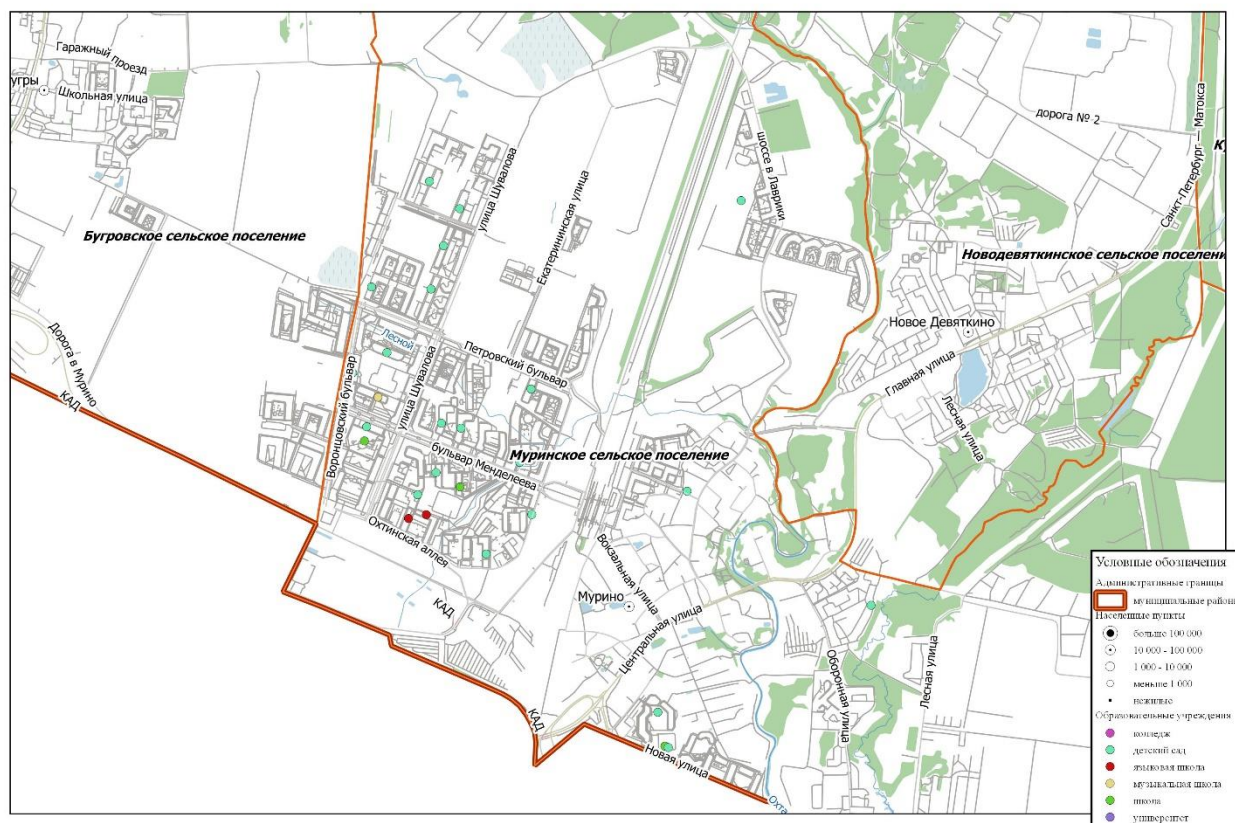 Гаражный проезд
угры
Школьная улица
дорога № 2
шоссе в Лаврики
Санкт-Петербург — Матокса
К
улица Шувалова
Екатерининская улица
Бугровское сельское поселение
Новодевяткинское сельское поселени
Новое Девяткино
Главная улица
Лесная улица
Дорога в Мурино
КАД
Лесной
Петровский бульвар
Воронцовский бульвар
улица Шувалова
бульвар Менделеева
Муринское сельское поселение
Охтинская аллея
Вокзальная улица
КАД
Мурино
Центральная улица
Оборонная улица
Лесная улица
КАД
Новая улица
Охта
Условные обозначения
Административные границы
муниципальные район
Населенные пункты
больше 100 000
10 000 - 100 000
1 000 - 10 000
меньше 1 000
нежилые
Образовательные учреждения
колледж
детский сад
языковая школа
музыкальная школа
школа
университет